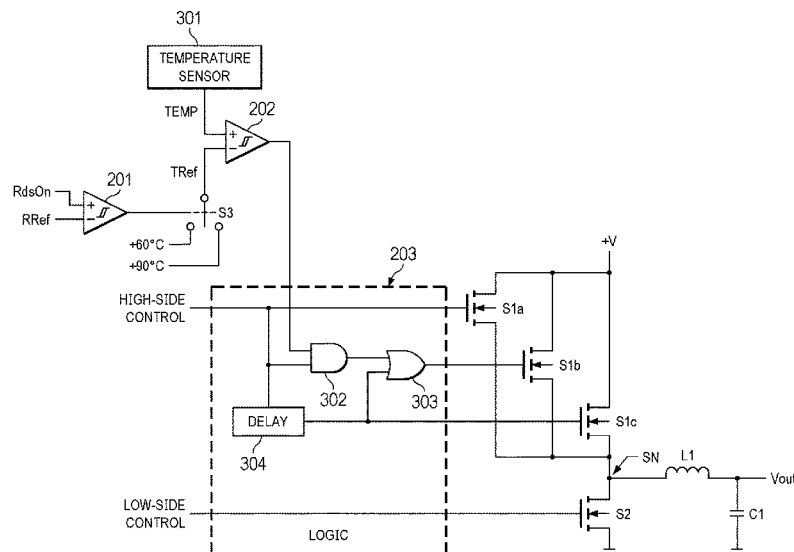 301
TEMPERATURE
SENSOR
TEMP
202
+
−
TRef
201
RdsOn
+
RRef
−
S3
+60°C
+90°C
203
+V
HIGH-SIDE
CONTROL
S1a
302
303
S1b
DELAY
304
S1c
SN
L1
Vout
LOW-SIDE
CONTROL
S2
C1
LOGIC